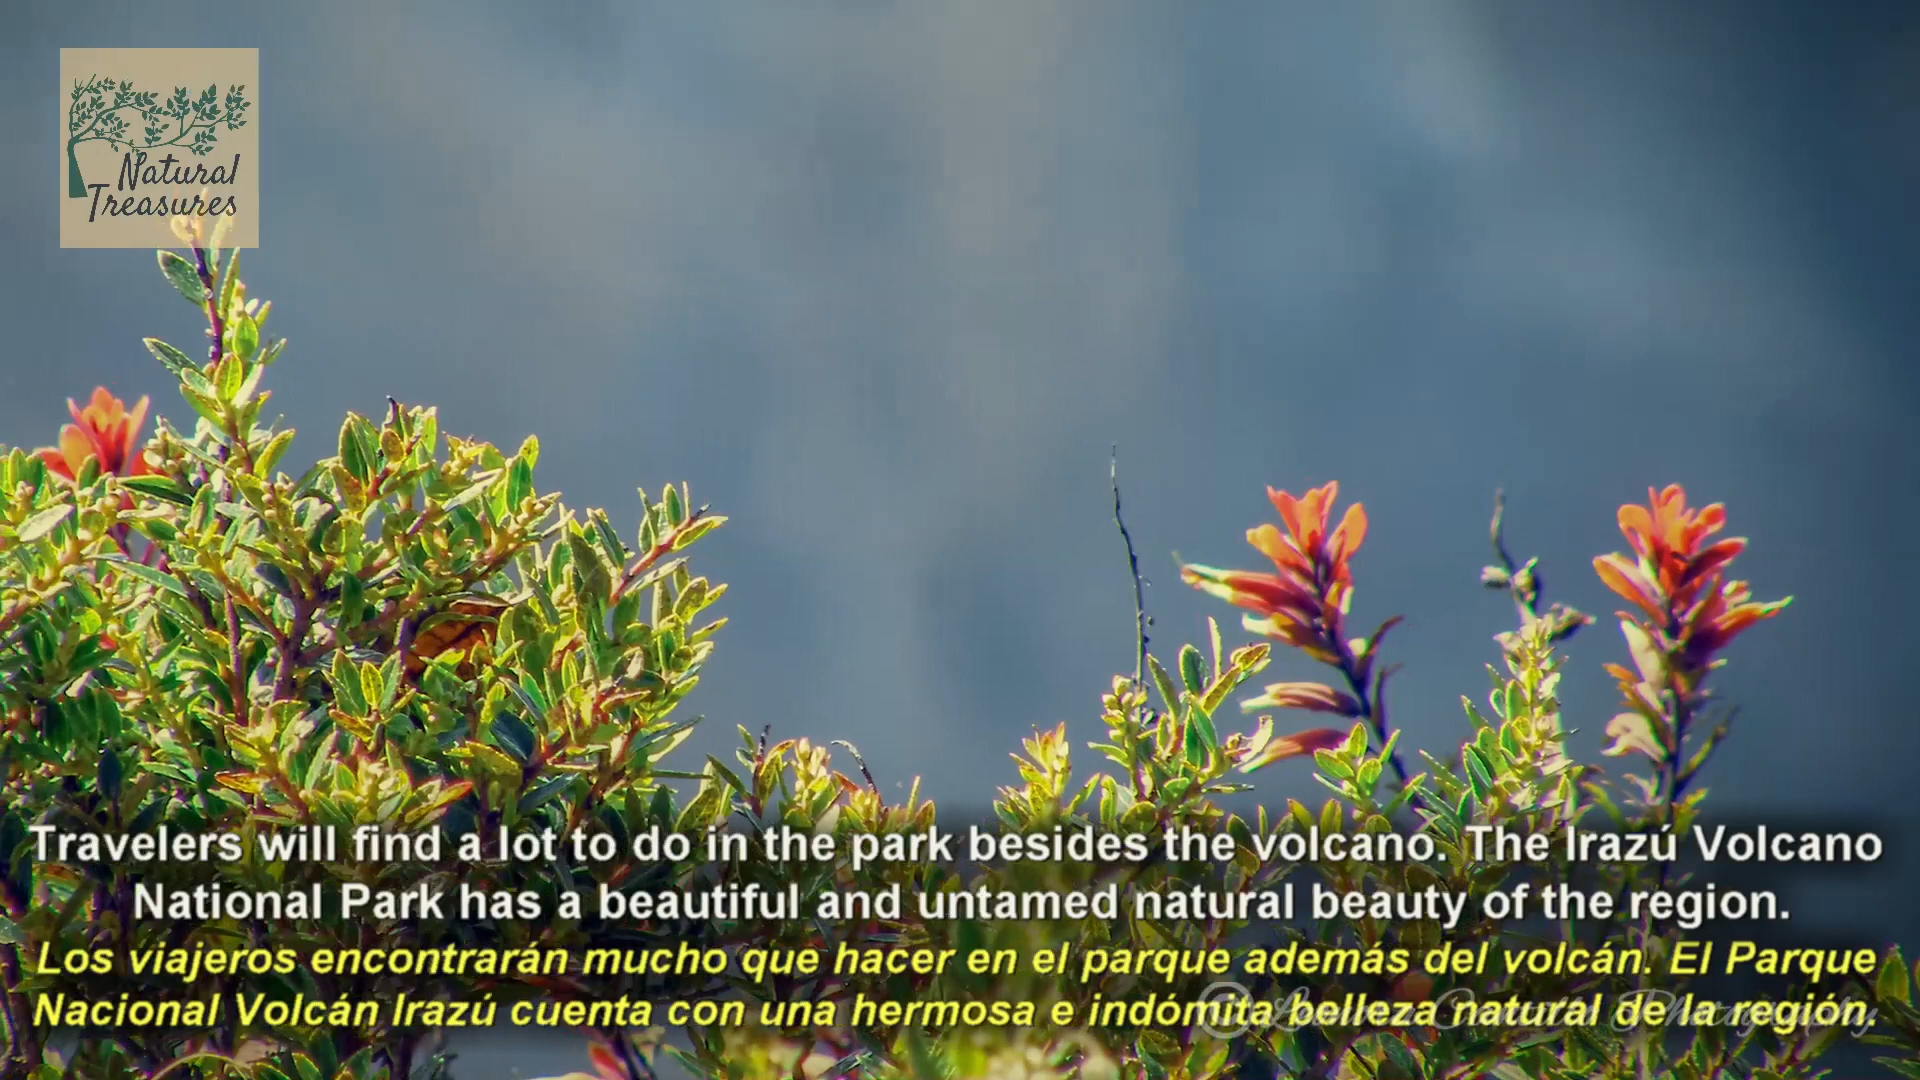 Natural
Treasures
Travelers will find a lot to do in the park besides the volcano. The Irazú Volcano
National Park has a beautiful and untamed natural beauty of the region.
Los viajeros encontrarán mucho que hacer en el parque además del volcán. El Parque
Nacional Volcán Irazú cuenta con una hermosa e indómita belleza natural de la región.
Photography